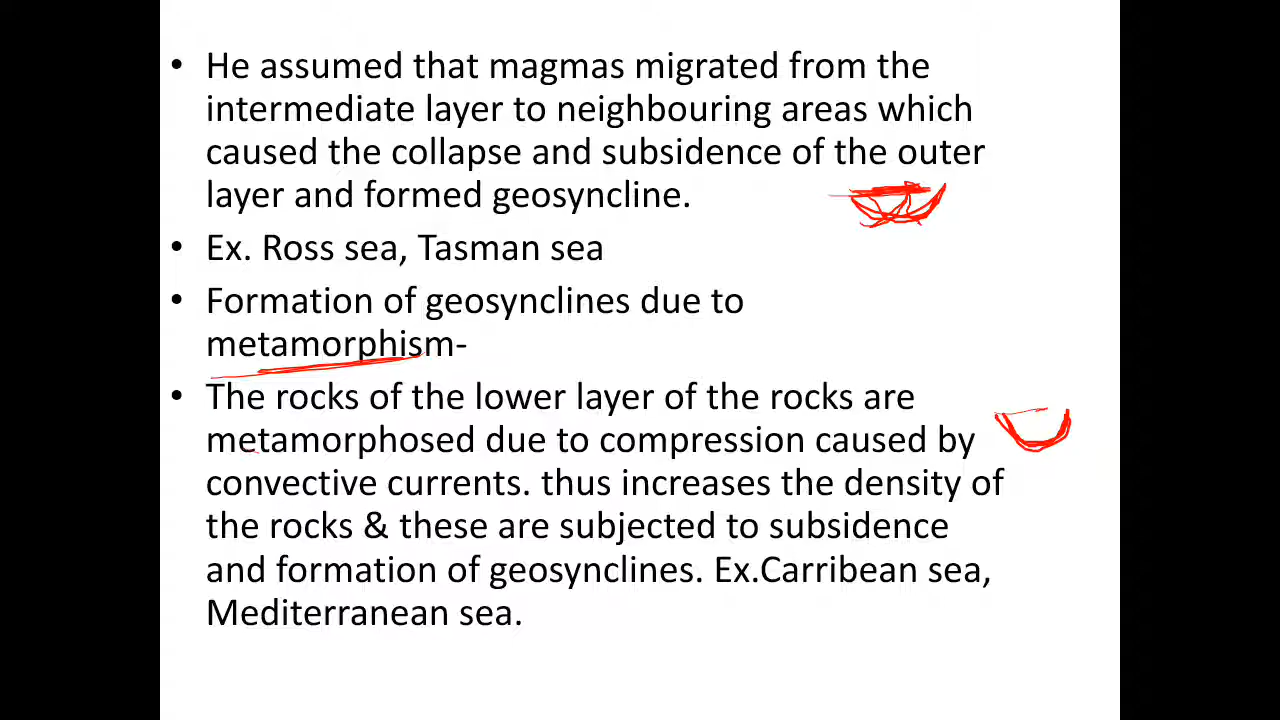 • He assumed that magmas migrated from the
intermediate layer to neighbouring areas which
caused the collapse and subsidence of the outer
layer and formed geosyncline.
• Ex. Ross sea, Tasman sea
• Formation of geosynclines due to
metamorphism-
• The rocks of the lower layer of the rocks are
metamorphosed due to compression caused by
convective currents. thus increases the density of
the rocks & these are subjected to subsidence
and formation of geosynclines. Ex.Carribean sea,
Mediterranean sea.